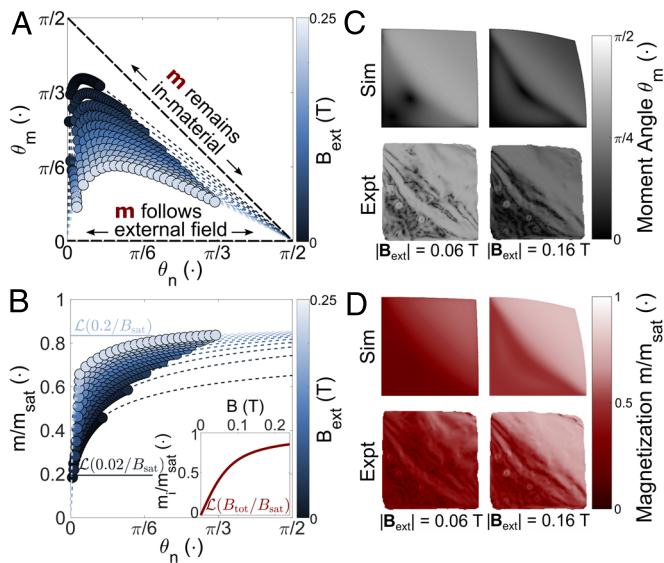 A
π/2
π/3
π/6
0
θm (·)
m remains
in-material
m follows
external field
0
π/6
π/3
π/2
θn (·)
0.25
0
Bext (T)
B
1
0.8
0.6
0.4
0.2
0
m/msat (·)
L(0.2/Bsat)
L(0.02/Bsat)
B (T)
0
0.1
0.2
1
0
mi/msat (·)
L(Btot/Bsat)
0
π/6
π/3
π/2
θn (·)
0.25
0
Bext (T)
C
Sim
Expt
|Bext| = 0.06 T
|Bext| = 0.16 T
π/2
π/4
0
Moment Angle θm (·)
D
Sim
Expt
|Bext| = 0.06 T
|Bext| = 0.16 T
1
0.5
0
Magnetization m/msat (·)